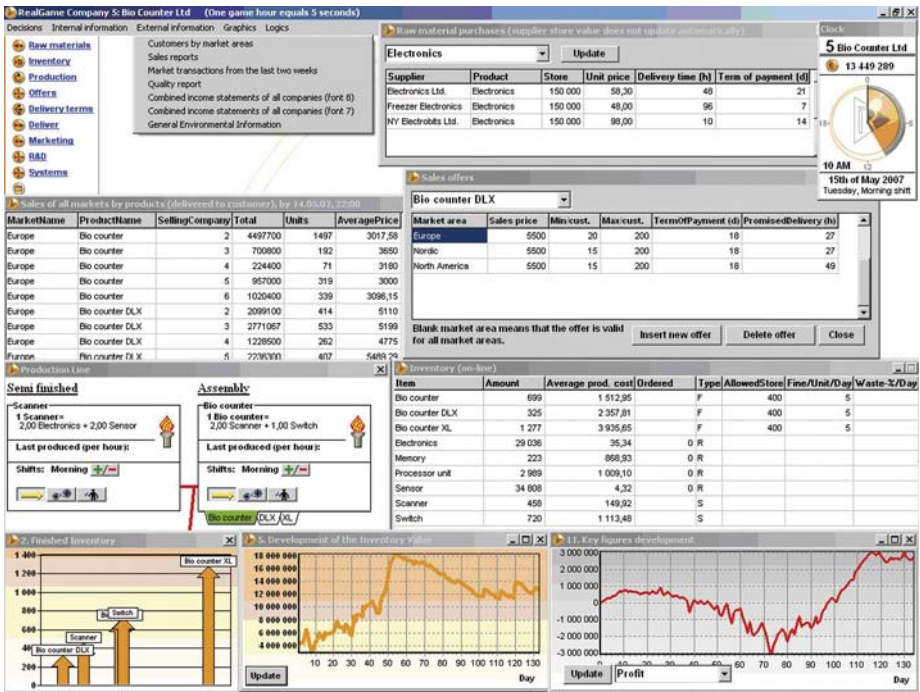 RealGame Company 5: Bio Counter Ltd (One game hour equals 5 seconds)
Decisions Internal information External information Graphics Logics
Raw materials
Inventory
Production
Offers
Delivery terms
Deliver
Marketing
R&D
Systems
Customers by market areas
Sales reports
Market transactions from the last two weeks
Quality report
Combined income statements of all companies (font 8)
Combined income statements of all companies (font 7)
General Environmental Information
Raw material purchases (supplier store value does not update automatically)
Electronics Update
Supplier Product Store Unit price Delivery time (h) Term of payment (d)
Electronics Ltd. Electronics 150 000 58,30 48 21
Freezer Electronics Electronics 150 000 48,00 96 7
NY Electrobits Ltd. Electronics 150 000 98,00 10 14
Clock
5 Bio Counter Ltd
13 449 289
0
18 6
12
10 AM
15th of May 2007
Tuesday, Morning shift
Sales of all markets by products (delivered to customer), by 14.05.07, 22:00
MarketName ProductName SellingCompany Total Units AveragePrice
Europe Bio counter 2 4497700 1497 3017,58
Europe Bio counter 3 700800 192 3650
Europe Bio counter 4 224400 71 3180
Europe Bio counter 5 957000 319 3000
Europe Bio counter 6 1020400 339 3096,15
Europe Bio counter DLX 2 2099100 414 5110
Europe Bio counter DLX 3 2771067 533 5199
Europe Bio counter DLX 4 1228500 262 4775
Europe Bio counter DLX 5 2236300 407 5489,29
Sales offers
Bio counter DLX
Market area Sales price Min/cust. Max/cust. TermOfPayment (d) PromisedDelivery (h)
Europe 5500 20 200 18 27
Nordic 5500 15 200 18 27
North America 5500 15 200 18 49
Blank market area means that the offer is valid
for all market areas.
Insert new offer Delete offer Close
Production Line
Semi finished Assembly
Scanner
1 Scanner=
2,00 Electronics + 2,00 Sensor
Last produced (per hour):
Shifts: Morning +/-
Bio counter
1 Bio counter=
2,00 Scanner + 1,00 Switch
Last produced (per hour):
Shifts: Morning +/-
Bio counter DLX XL
Inventory (on-line)
Item Amount Average prod. cost Ordered Type AllowedStore Fine/Unit/Day Waste-%/Day
Bio counter 699 1 512,95 F 400 5
Bio counter DLX 325 2 357,81 F 400 5
Bio counter XL 1 277 3 935,65 F 400 5
Electronics 29 036 35,34 0 R
Memory 223 868,93 0 R
Processor unit 2 989 1 009,10 0 R
Sensor 34 808 4,32 0 R
Scanner 458 149,92 S
Switch 720 1 113,48 S
2. Finished Inventory
1 400
1 200
1 000
800
600
200
Bio counter XL
Switch
Scanner
Bio counter DLX
5. Development of the Inventory Value
18 000 000
16 000 000
14 000 000
12 000 000
10 000 000
8 000 000
6 000 000
4 000 000
10 20 30 40 50 60 70 80 90 100 110 120 130
Update
Day
11. Key figures development
3 000 000
2 000 000
1 000 000
0
-1 000 000
-2 000 000
-3 000 000
10 20 30 40 50 60 70 80 90 100 110 120 130
Update Profit
Day